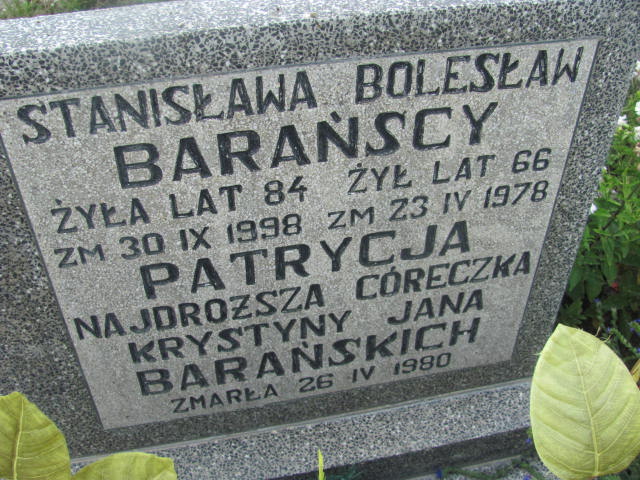 STANISŁAWA BOLESŁAW
BARAŃSCY
ŻYŁA LAT 84 ŻYŁ LAT 66
ZM 30 IX 1998 ZM 23 IV 1978
PATRYCJA
NAJDROŻSZA CÓRECZKA
KRYSTYNY JANA
BARAŃSKICH
ZMARŁA 26 IV 1980